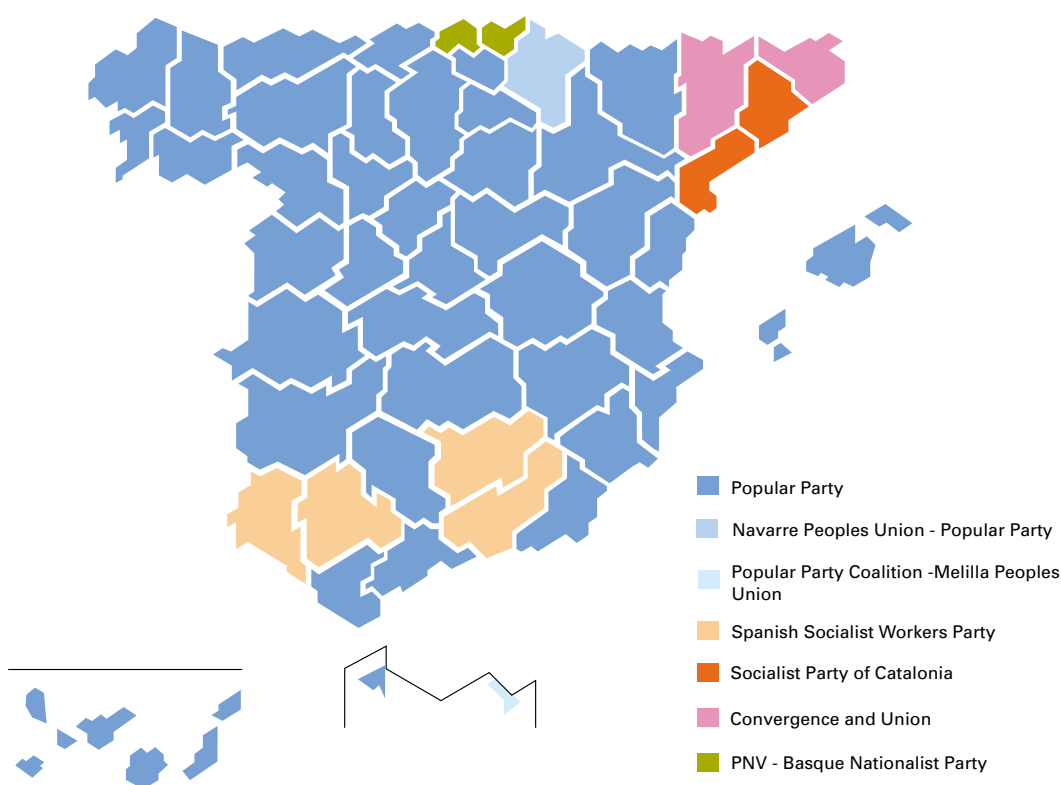 Popular Party
Navarre Peoples Union - Popular Party
Popular Party Coalition -Melilla Peoples
Union
Spanish Socialist Workers Party
Socialist Party of Catalonia
Convergence and Union
PNV - Basque Nationalist Party